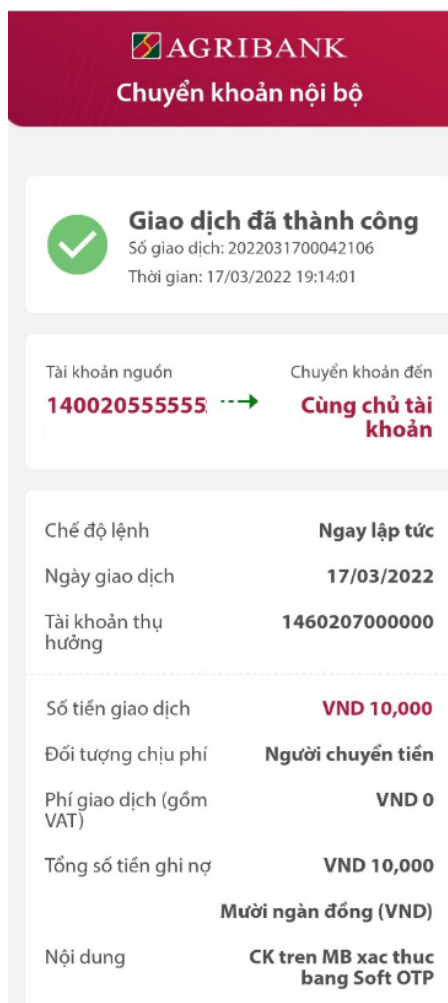 AGRIBANK
Chuyển khoản nội bộ
Giao dịch đã thành công
Số giao dịch: 2022031700042106
Thời gian: 17/03/2022 19:14:01
Tài khoản nguồn
Chuyển khoản đến
140020555555
Cùng chủ tài
khoản
Chế độ lệnh
Ngay lập tức
Ngày giao dịch
17/03/2022
Tài khoản thụ
hưởng
1460207000000
Số tiền giao dịch
VND 10,000
Đối tượng chịu phí
Người chuyển tiền
Phí giao dịch (gồm
VAT)
VND 0
Tổng số tiền ghi nợ
VND 10,000
Mười ngàn đồng (VND)
Nội dung
CK tren MB xac thuc
bang Soft OTP